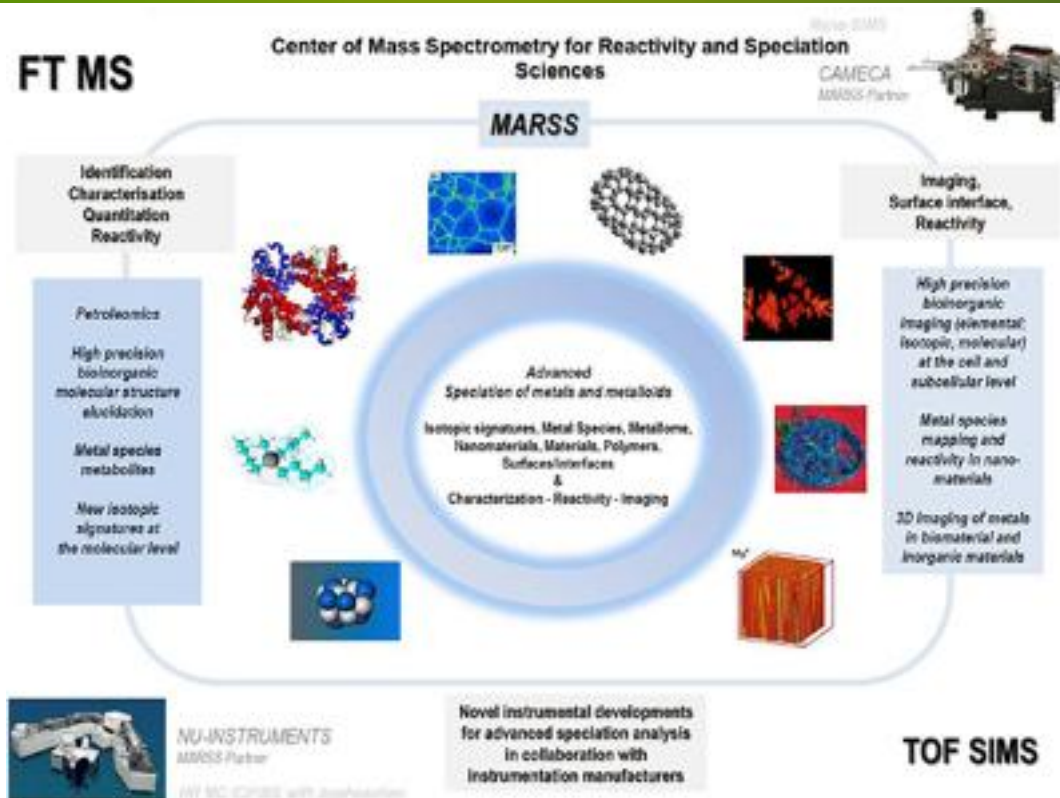 Nano-SIMS
Center of Mass Spectrometry for Reactivity and Speciation
Sciences
FT MS
CAMECA
MARSS Partner
MARSS
Identification
Characterisation
Quantitation
Reactivity
Imaging,
Surface interface,
Reactivity
Petroleomics
High precision
bioinorganic
molecular structure
elucidation
Metal species
metabolites
New isotopic
signatures at
the molecular level
Advanced
Speciation of metals and metalloids
Isotopic signatures, Metal Species, Metallome,
Nanomaterials, Materials, Polymers,
Surfaces/interfaces
&
Characterization - Reactivity - Imaging
High precision
bioinorganic
imaging (elemental,
isotopic, molecular)
at the cell and
subcellular level
Metal species
mapping and
reactivity in nano-
materials
3D imaging of metals
in biomaterial and
inorganic materials
Mg+
NU-INSTRUMENTS
MARSS Partner
Novel instrumental developments
for advanced speciation analysis
in collaboration with
instrumentation manufacturers
TOF SIMS